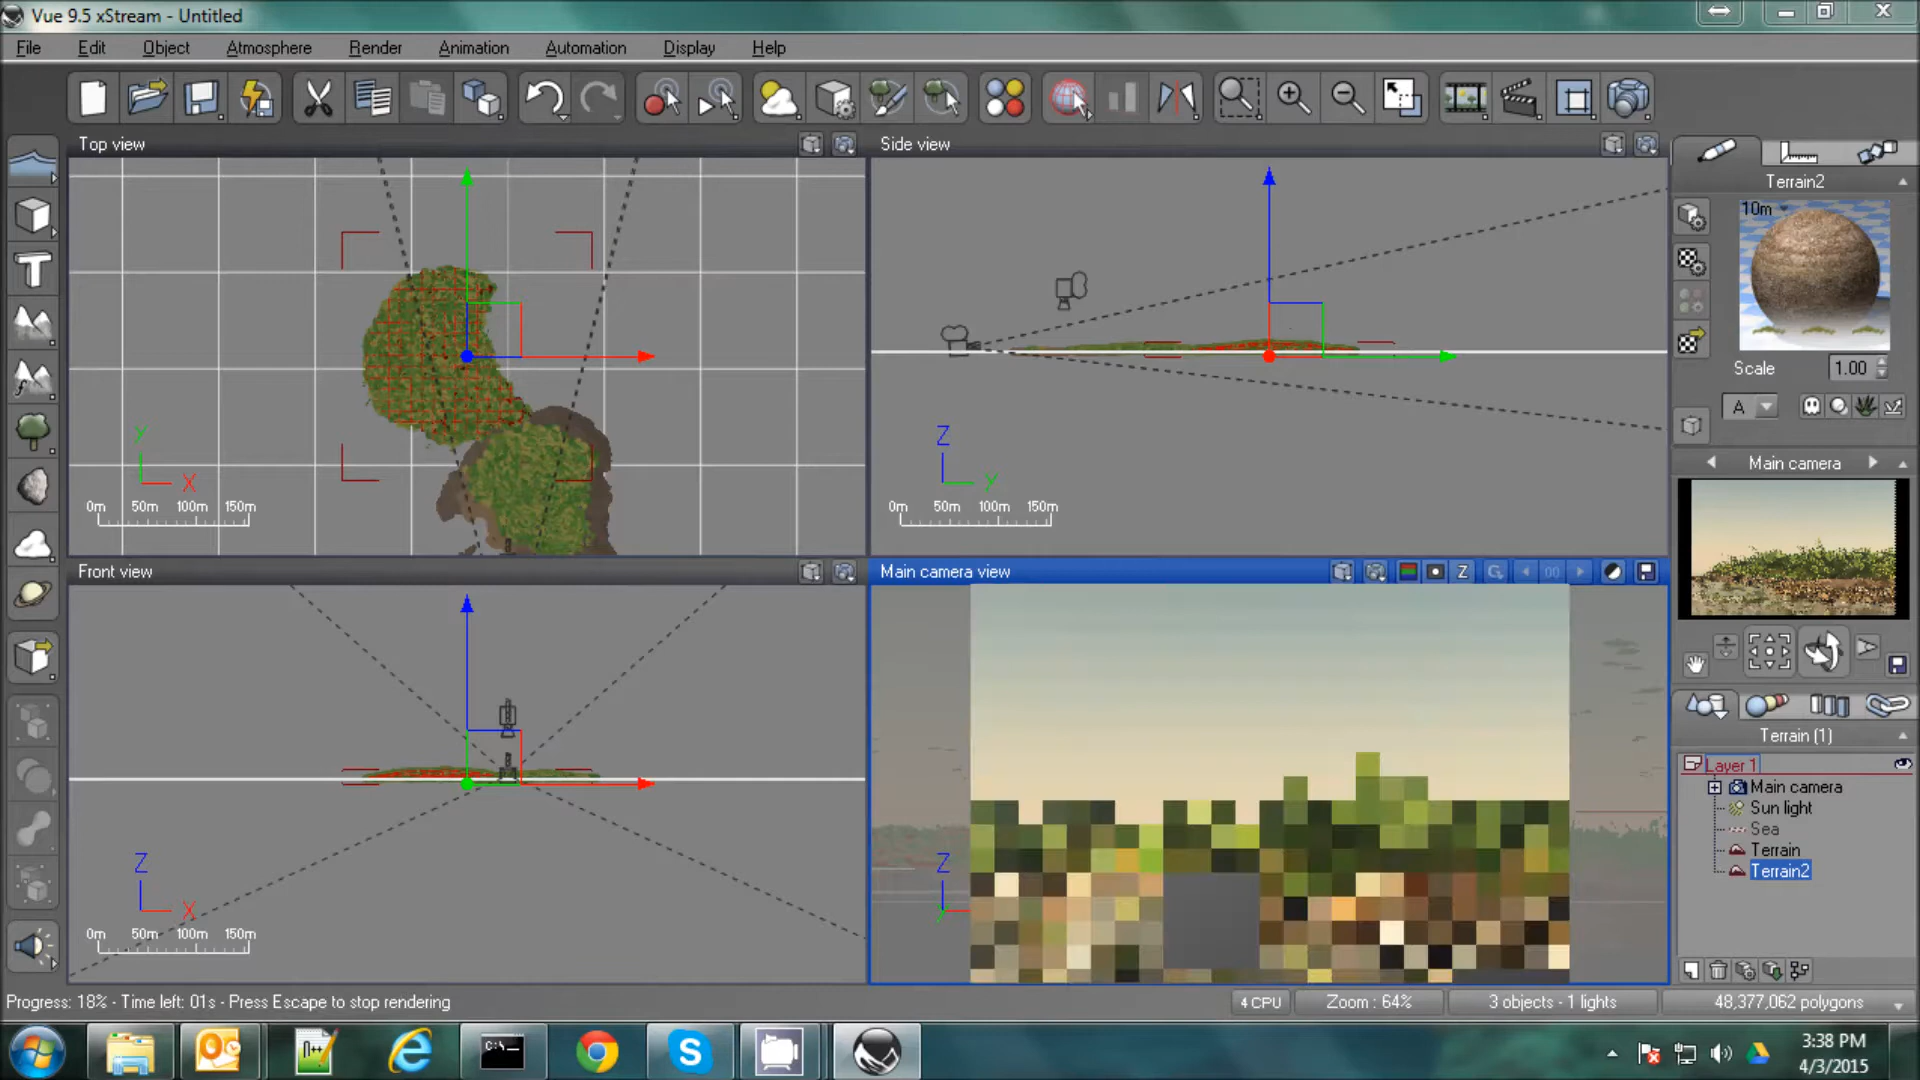 Vue 9.5 xStream - Untitled
File Edit Object Atmosphere Render Animation Automation Display Help
Top view
Side view
Terrain2
10m
Scale 1.00
A
Y
X
0m 50m 100m 150m
Z
Y
0m 50m 100m 150m
Main camera
Front view
Main camera view
Z
00
Z
X
0m 50m 100m 150m
Z
Y
Terrain (1)
Layer 1
Main camera
Sun light
Sea
Terrain
Terrain2
Progress: 18% - Time left: 01s - Press Escape to stop rendering
4 CPU
Zoom : 64%
3 objects - 1 lights
48,377,062 polygons
N++
C:\-
S
3:38 PM
4/3/2015